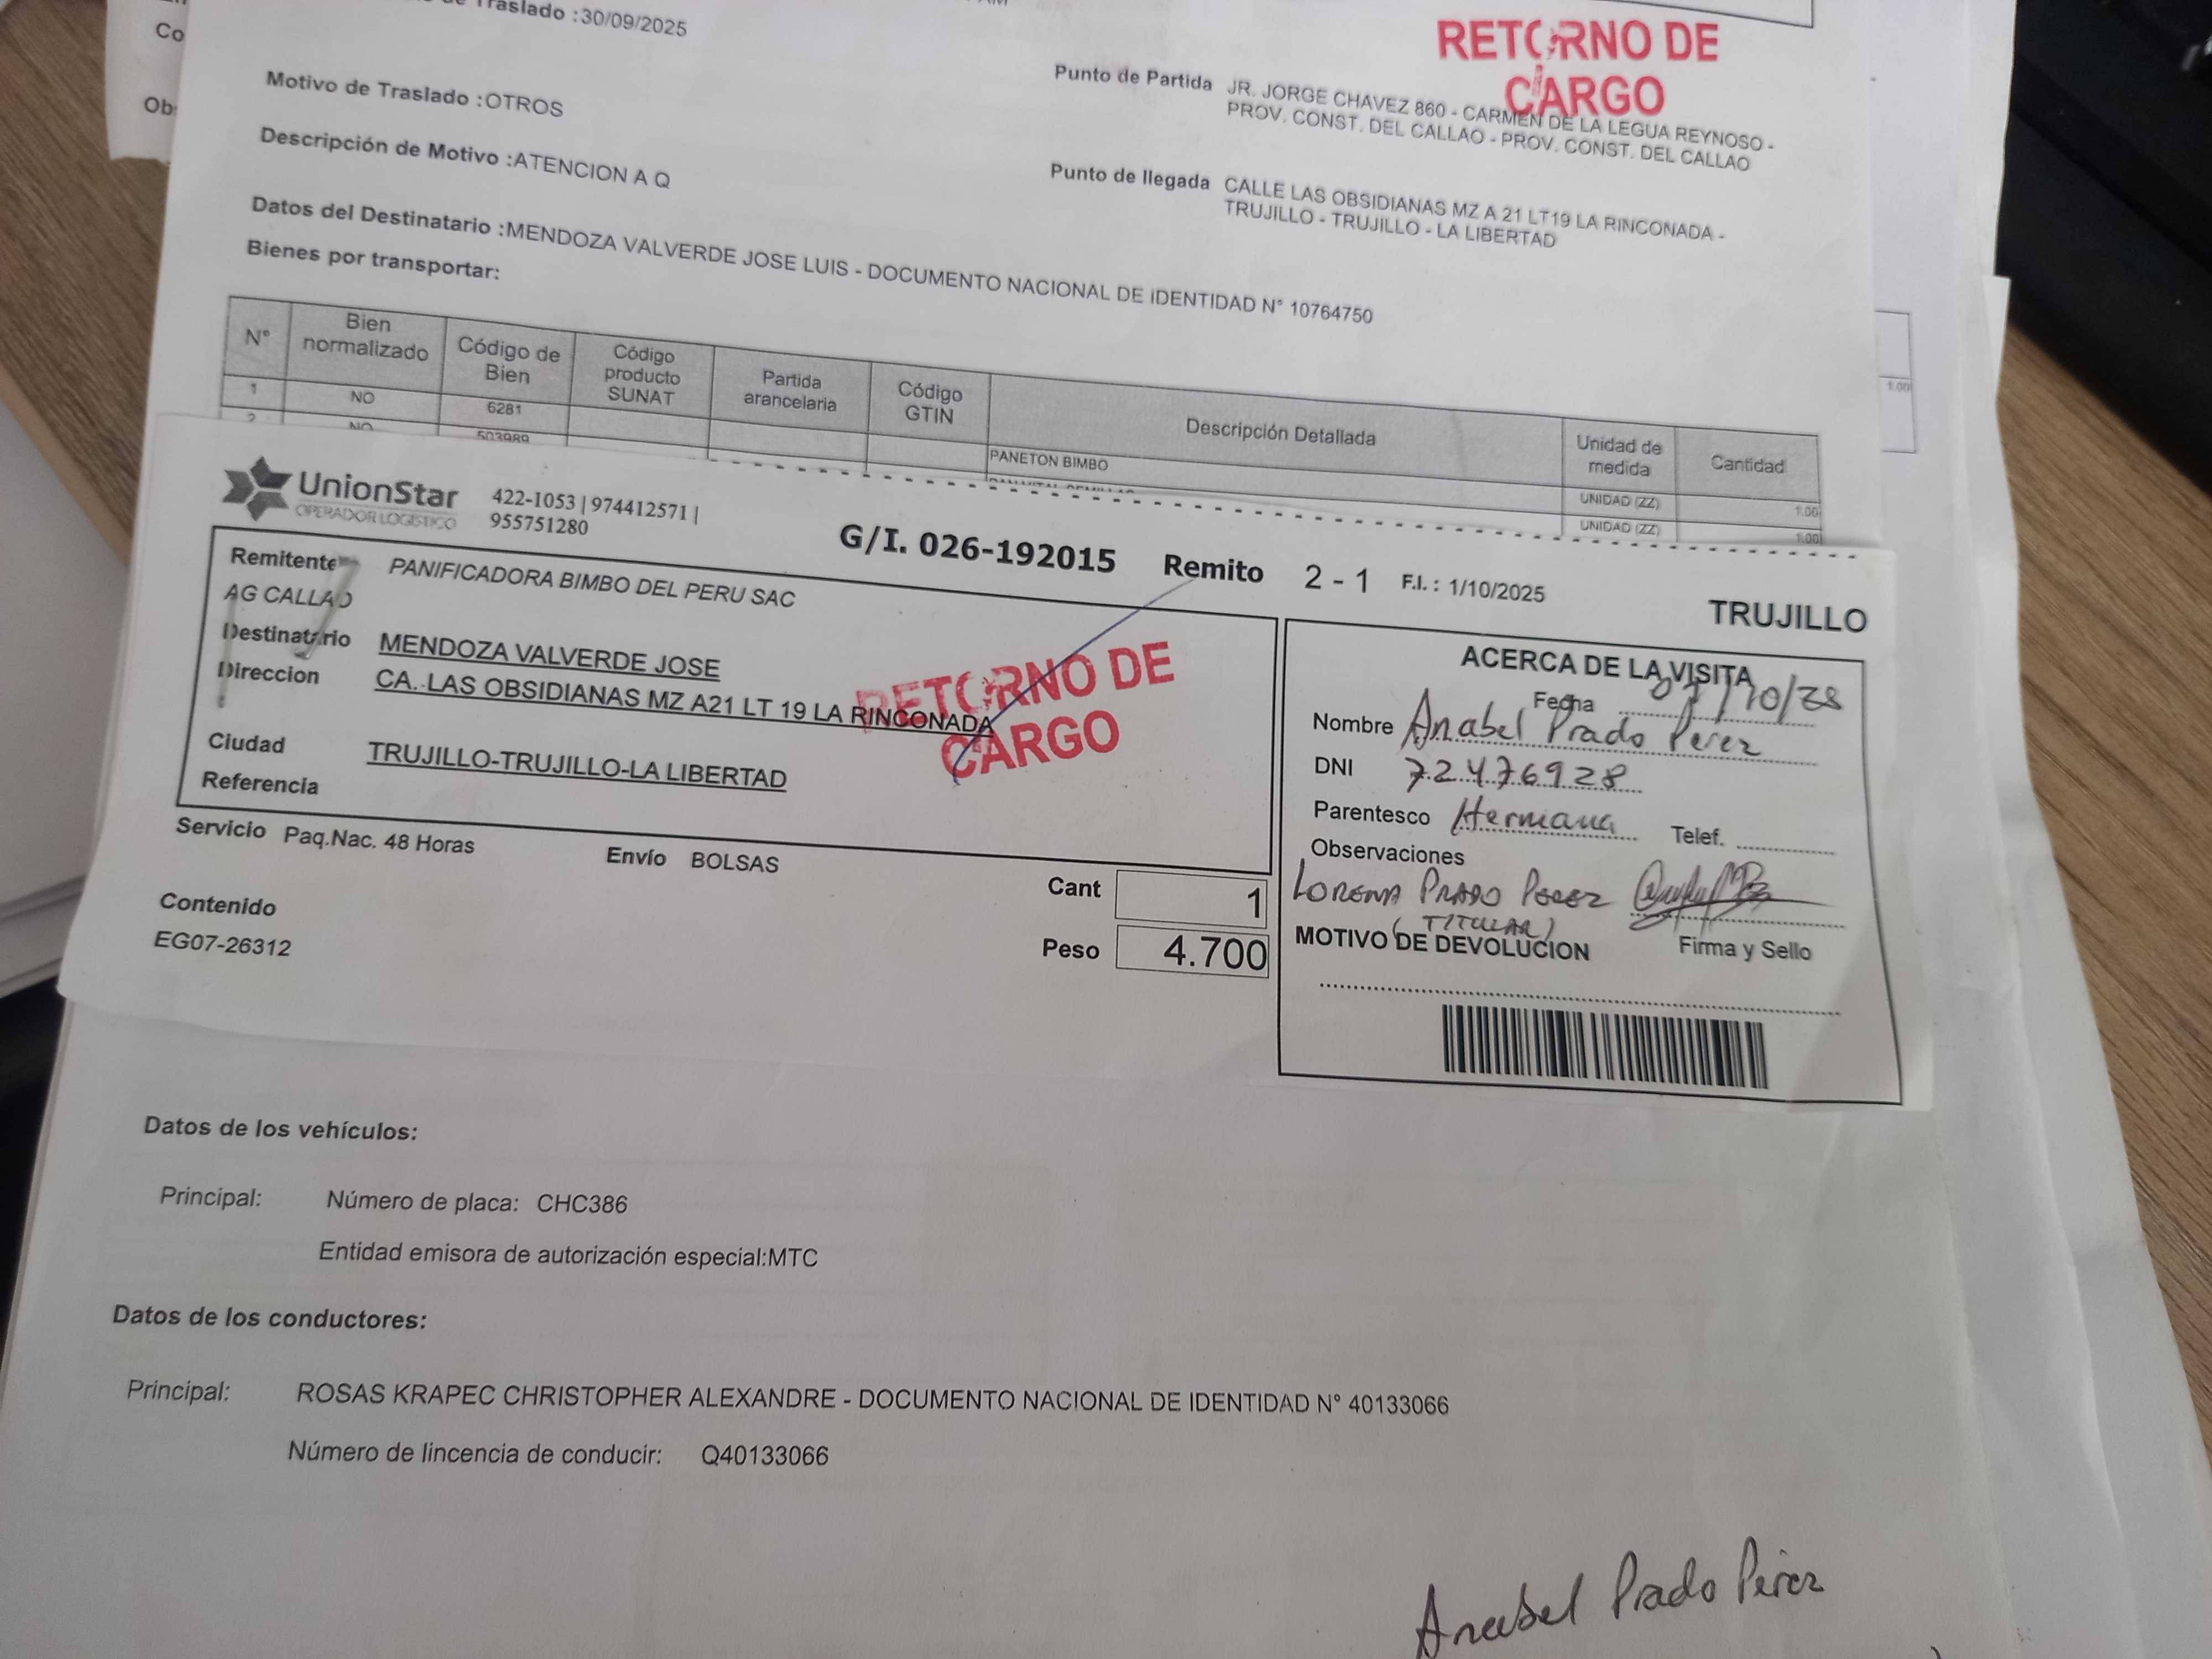 Traslado :30/09/2025
RETORNO DE
CARGO
Co
Obs
Motivo de Traslado :OTROS
Descripción de Motivo :ATENCION A Q
Datos del Destinatario :MENDOZA VALVERDE JOSE LUIS - DOCUMENTO NACIONAL DE IDENTIDAD N° 10764750
Bienes por transportar:
Punto de Partida JR. JORGE CHAVEZ 860 - CARMEN DE LA LEGUA REYNOSO -
PROV. CONST. DEL CALLAO - PROV. CONST. DEL CALLAO
Punto de llegada CALLE LAS OBSIDIANAS MZ A 21 LT19 LA RINCONADA -
TRUJILLO - TRUJILLO - LA LIBERTAD
N° Bien normalizado Código de Bien Código producto SUNAT Partida arancelaria Código GTIN Descripción Detallada Unidad de medida Cantidad
1 NO 6281 PANETON BIMBO UNIDAD (ZZ) 1.00
2 NO 503989 UNIDAD (ZZ) 1.00
1.00
UnionStar
OPERADOR LOGISTICO
422-1053 | 974412571 |
955751280
G/I. 026-192015 Remito 2 - 1 F.I. : 1/10/2025
TRUJILLO
Remitente PANIFICADORA BIMBO DEL PERU SAC
AG CALLAO
Destinatario MENDOZA VALVERDE JOSE
Direccion CA. LAS OBSIDIANAS MZ A21 LT 19 LA RINCONADA
RETORNO DE
CARGO
Ciudad TRUJILLO-TRUJILLO-LA LIBERTAD
Referencia
Servicio Paq.Nac. 48 Horas Envío BOLSAS
Contenido
EG07-26312
Cant 1
Peso 4.700
ACERCA DE LA VISITA
Fecha
Nombre Anabel Prado Perez
DNI 72476928
Parentesco Hermana Telef.
Observaciones
LORENA PRADO PEREZ
(TITULAR)
MOTIVO DE DEVOLUCION Firma y Sello
Datos de los vehículos:
Principal: Número de placa: CHC386
Entidad emisora de autorización especial:MTC
Datos de los conductores:
Principal: ROSAS KRAPEC CHRISTOPHER ALEXANDRE - DOCUMENTO NACIONAL DE IDENTIDAD N° 40133066
Número de lincencia de conducir: Q40133066
Anabel Prado Pérez